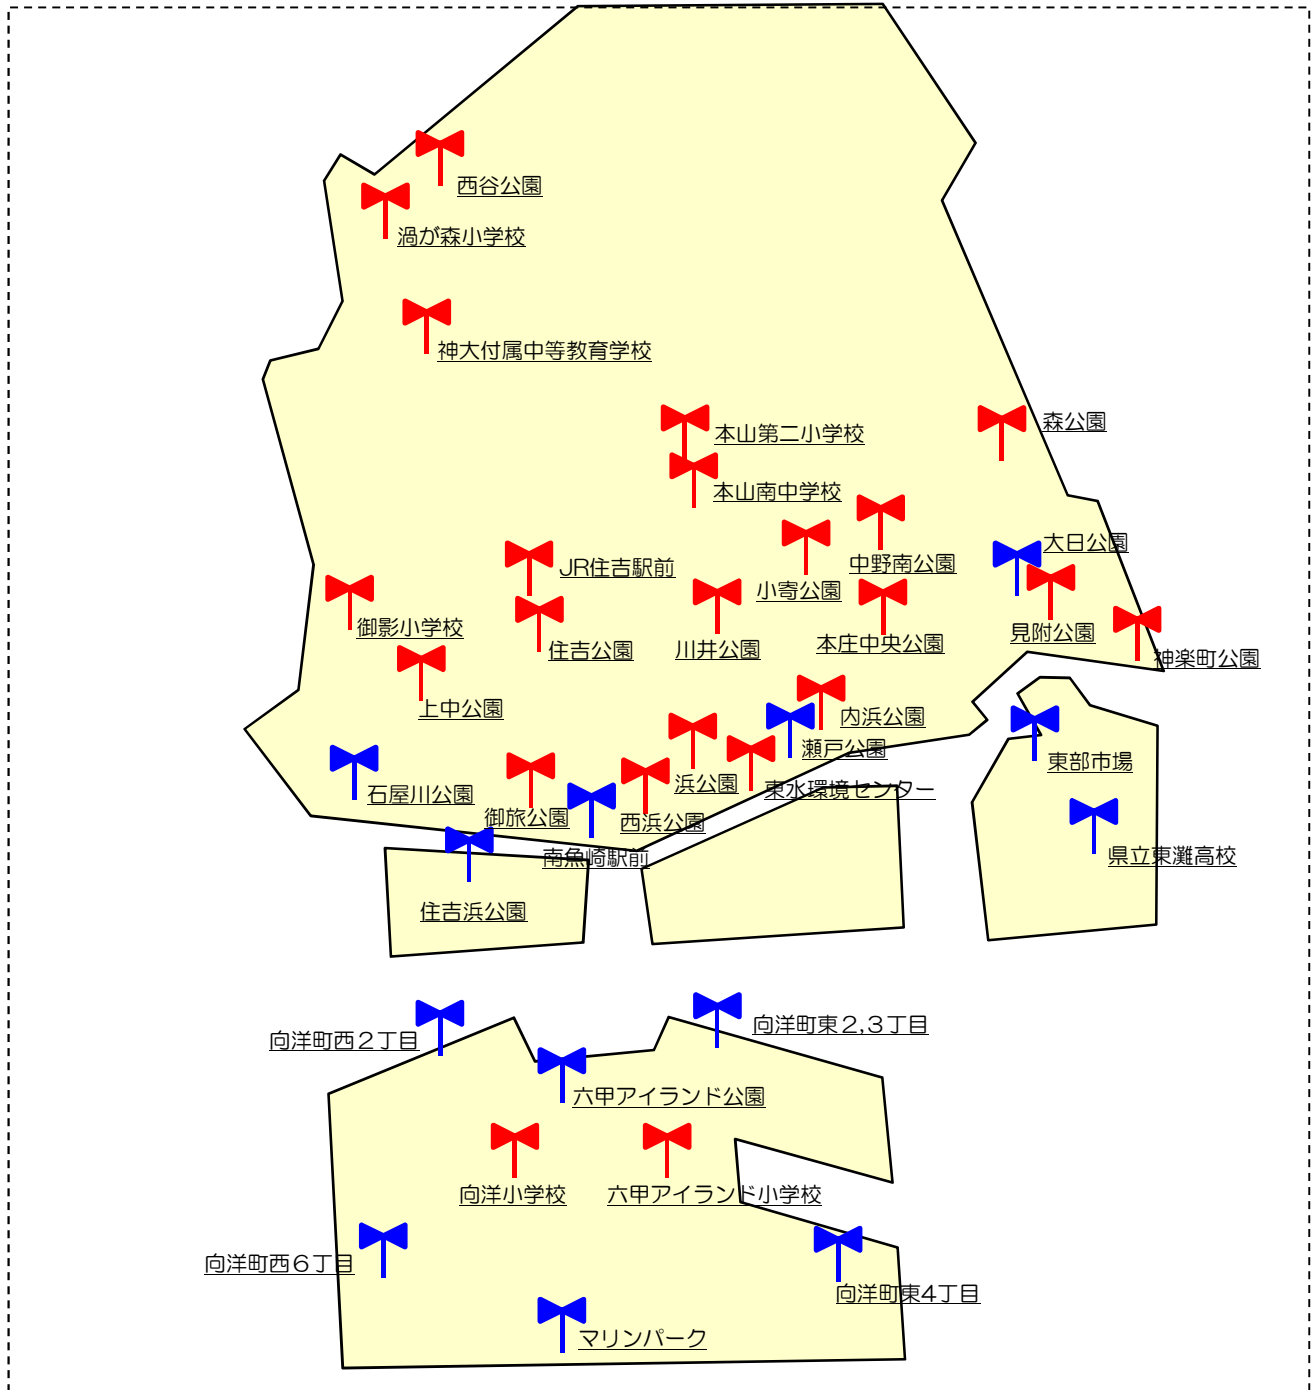 西谷公園
渦が森小学校
神大付属中等教育学校
森公園
本山第二小学校
本山南中学校
大日公園
中野南公園
JR住吉駅前
小寄公園
御影小学校
見附公園
本庄中央公園
川井公園
住吉公園
神楽町公園
上中公園
内浜公園
瀬戸公園
東部市場
浜公園
東水環境センター
石屋川公園
御旅公園
西浜公園
南魚崎駅前
県立東灘高校
住吉浜公園
向洋町東2,3丁目
向洋町西2丁目
六甲アイランド公園
向洋小学校
六甲アイランド小学校
向洋町西6丁目
向洋町東4丁目
マリンパーク